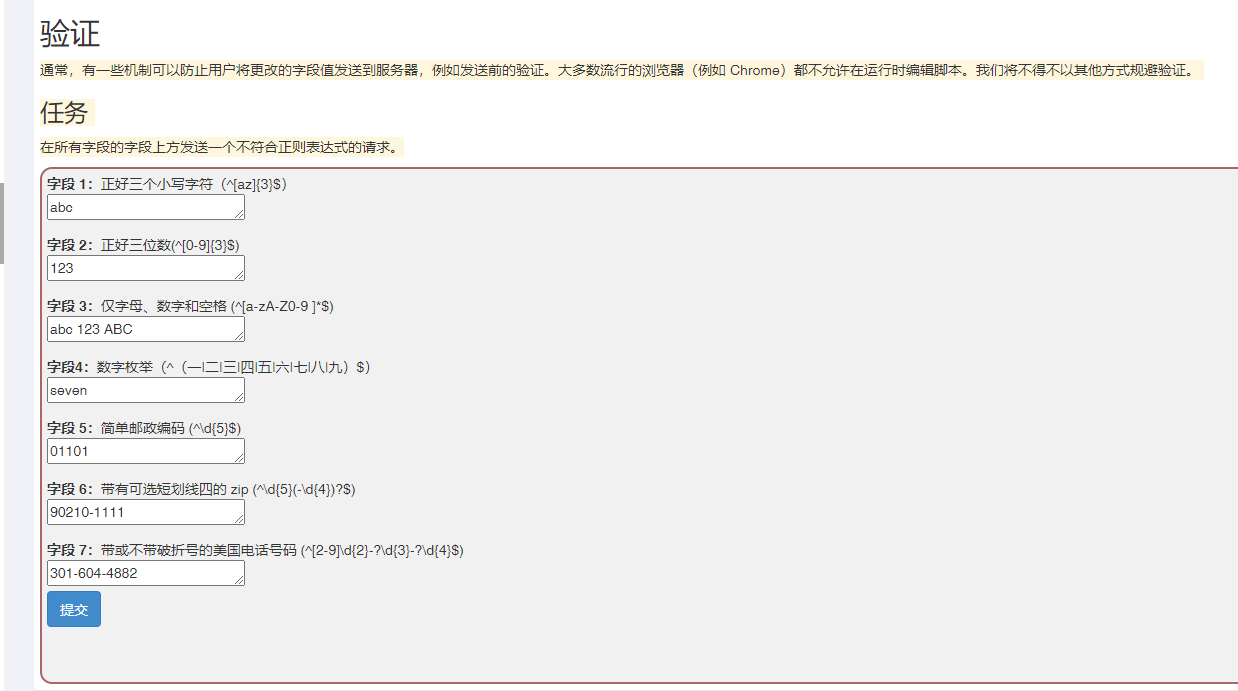 验证
通常，有一些机制可以防止用户将更改的字段值发送到服务器，例如发送前的验证。大多数流行的浏览器（例如 Chrome）都不允许在运行时编辑脚本。我们将不得不以其他方式规避验证。
任务
在所有字段的字段上方发送一个不符合正则表达式的请求。
字段 1：正好三个小写字符（^[az]{3}$）
abc
字段 2：正好三位数(^[0-9]{3}$)
123
字段 3：仅字母、数字和空格 (^[a-zA-Z0-9 ]*$)
abc 123 ABC
字段4：数字枚举（^（一|二|三|四|五|六|七|八|九）$）
seven
字段 5：简单邮政编码 (^\d{5}$)
01101
字段 6：带有可选短划线四的 zip (^\d{5}(-\d{4})?$)
90210-1111
字段 7：带或不带破折号的美国电话号码 (^[2-9]\d{2}-?\d{3}-?\d{4}$)
301-604-4882
提交